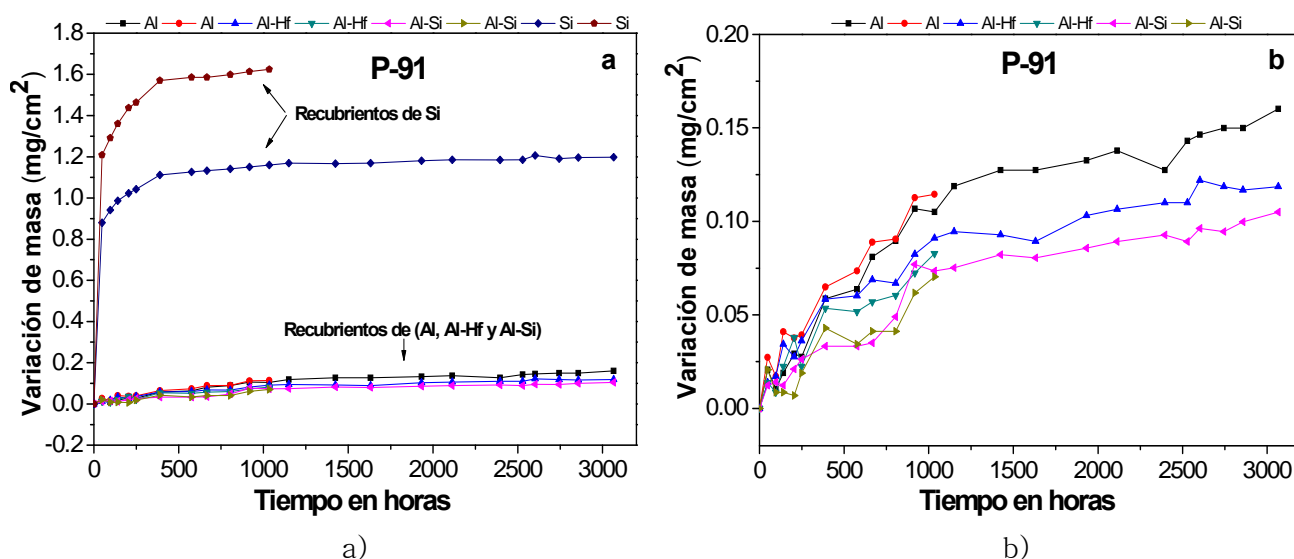 Al Al Al-Hf Al-Hf Al-Si Al-Si Si Si
a
P-91
Recubrientos de Si
Recubrientos de (Al, Al-Hf y Al-Si)
1.8
1.6
1.4
1.2
1.0
0.8
0.6
0.4
0.2
0.0
-0.2
Variación de masa (mg/cm²)
0 500 1000 1500 2000 2500 3000
Tiempo en horas
a)
Al Al Al-Hf Al-Hf Al-Si Al-Si
b
P-91
0.20
0.15
0.10
0.05
0.00
Variación de masa (mg/cm²)
0 500 1000 1500 2000 2500 3000
Tiempo en horas
b)